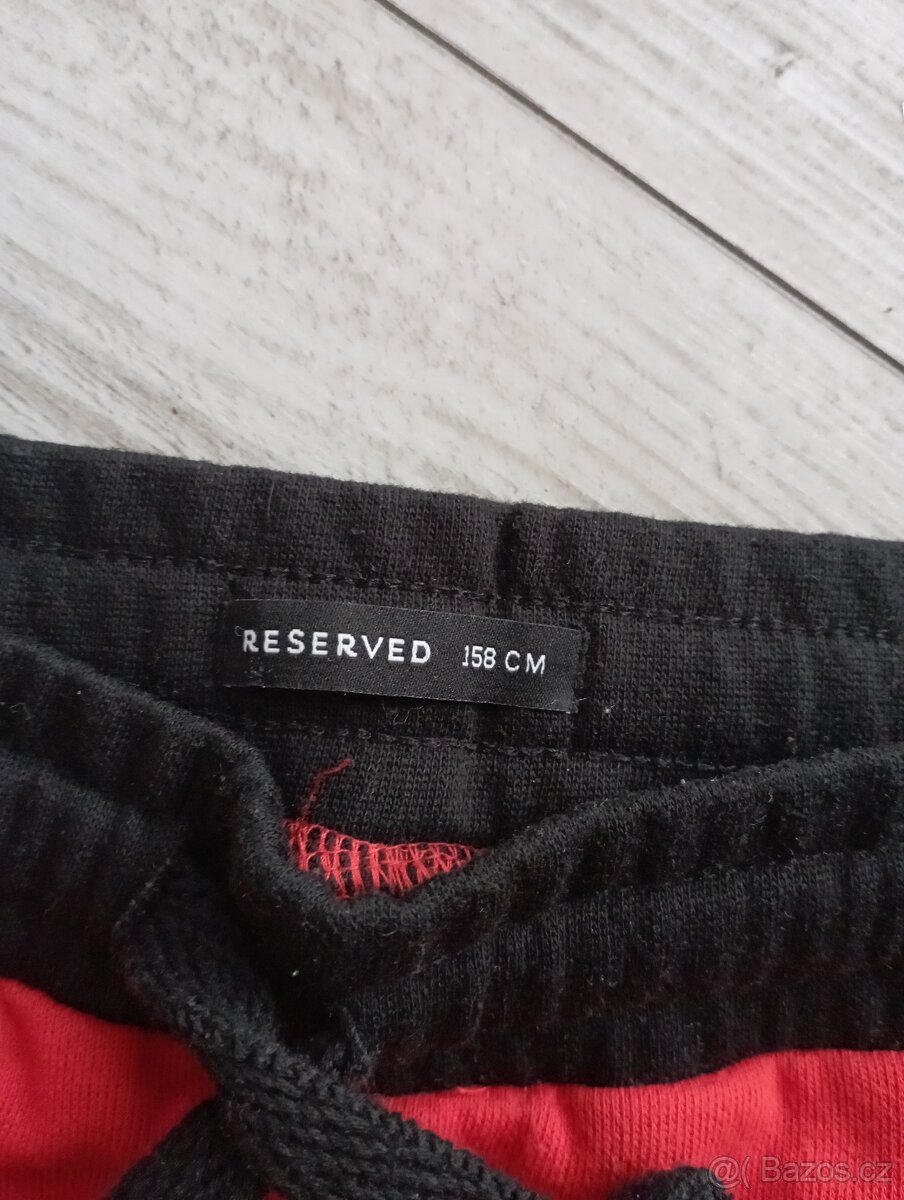 RESERVED 158 CM
@( Bazos.cz